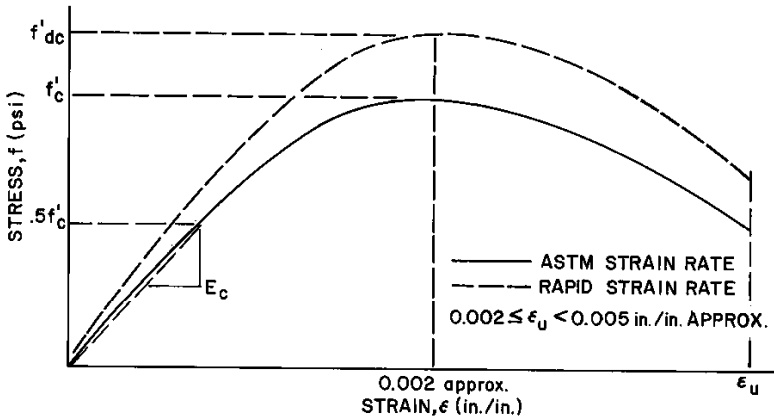 f'dc
f'c
STRESS, f (psi)
.5f'c
Ec
ASTM STRAIN RATE
RAPID STRAIN RATE
0.002 ≤ ϵu < 0.005 in./in. APPROX.
0.002 approx.
ϵu
STRAIN, ϵ (in./in.)